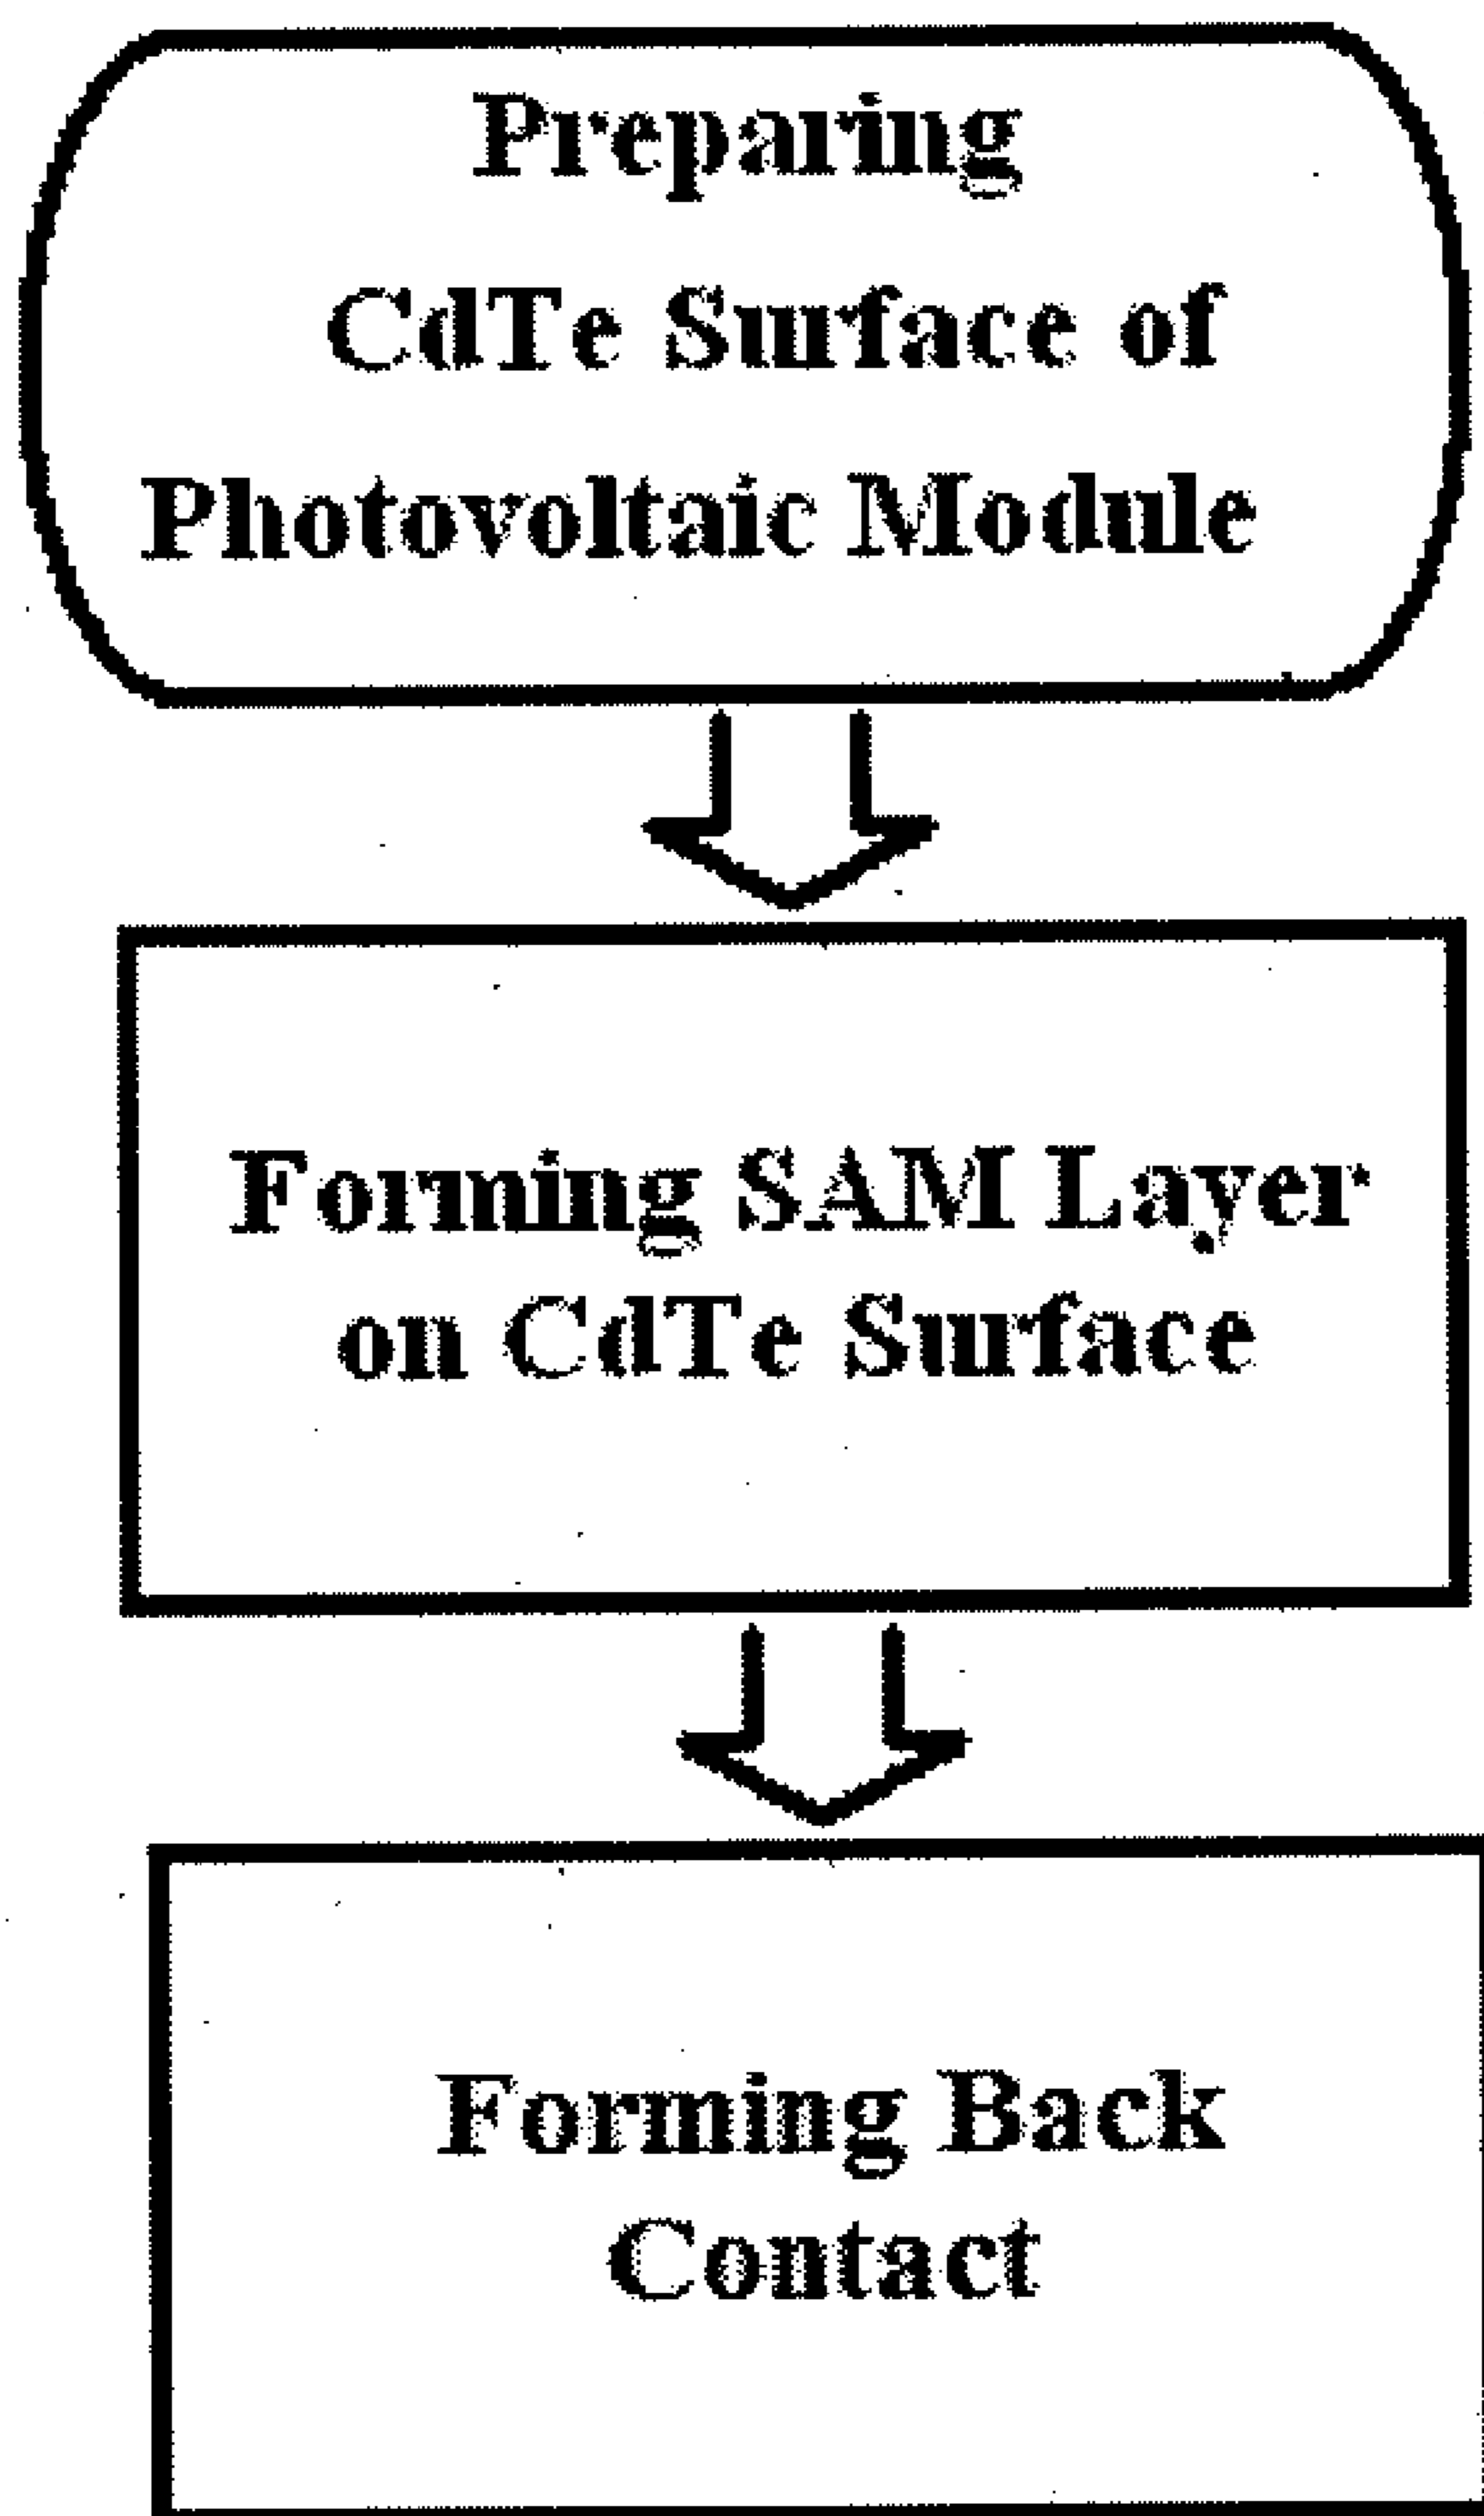 Preparing
CdTe Surface of
Photovoltaic Module
Forming SAM Layer
on CdTe Surface
Forming Back
Contact